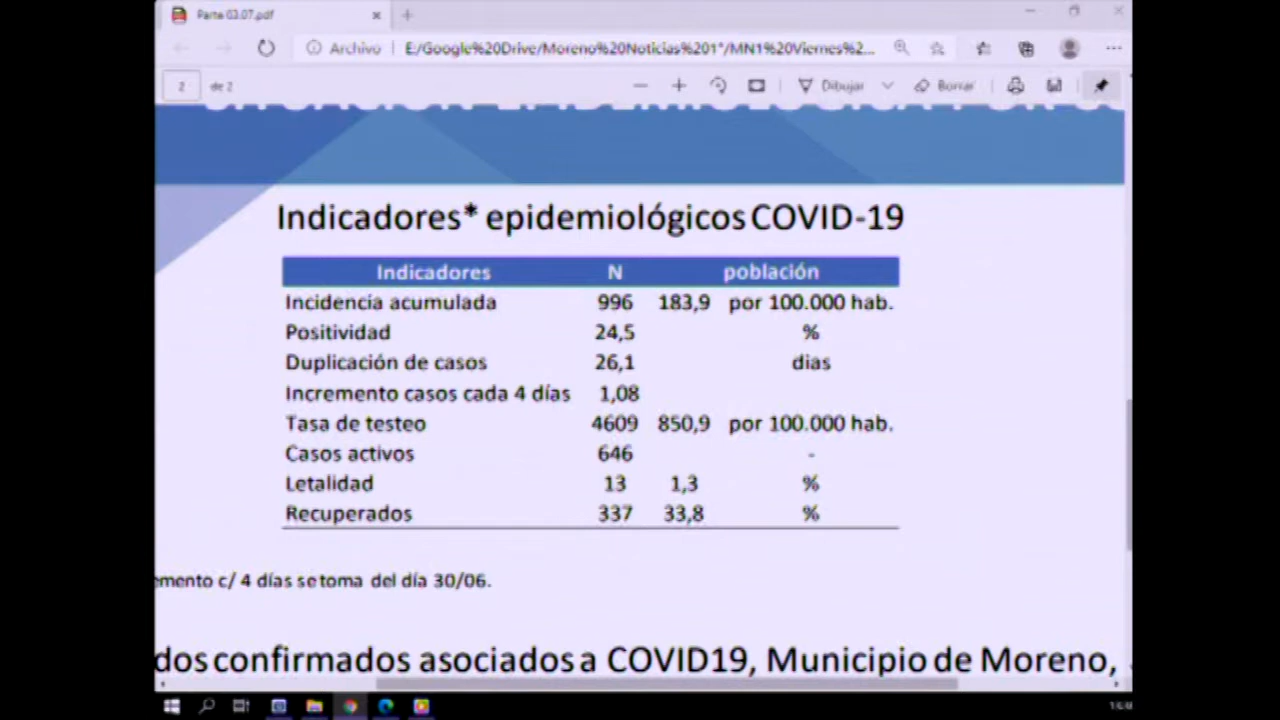 Parte 03.07.pdf
Archivo E:/Google%20Drive/Moreno%20Noticias%201°/MN1%20Viernes%2...
2 de 2 Dibujar Borrar
Indicadores* epidemiológicos COVID-19
Indicadores N población
Incidencia acumulada 996 183,9 por 100.000 hab.
Positividad 24,5 %
Duplicación de casos 26,1 dias
Incremento casos cada 4 días 1,08
Tasa de testeo 4609 850,9 por 100.000 hab.
Casos activos 646 -
Letalidad 13 1,3 %
Recuperados 337 33,8 %
emento c/ 4 días se toma del día 30/06.
dos confirmados asociados a COVID19, Municipio de Moreno,